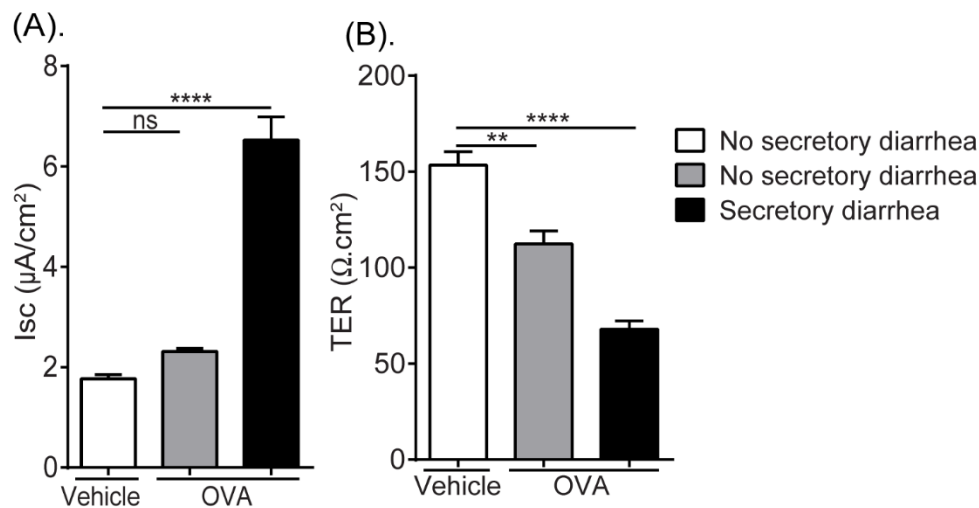 (A).
Isc (µA/cm²)
8
6
4
2
0
****
ns
Vehicle
OVA
(B).
TER (Ω.cm²)
200
150
100
50
0
****
**
Vehicle
OVA
No secretory diarrhea
No secretory diarrhea
Secretory diarrhea